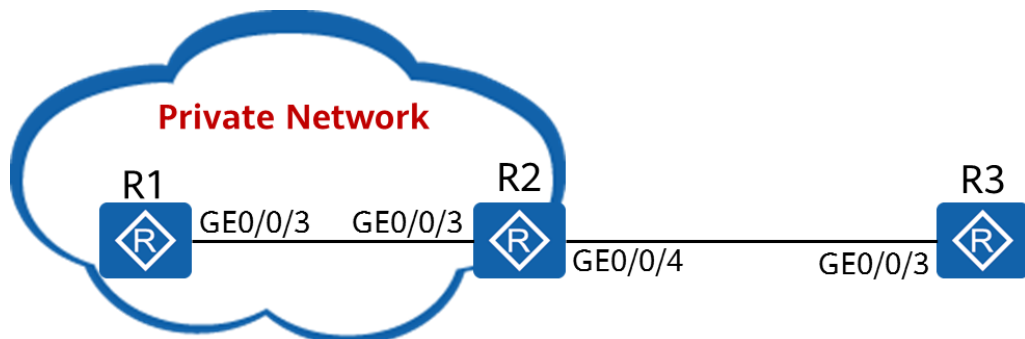 Private Network
R1
R2
R3
GE0/0/3
GE0/0/3
GE0/0/4
GE0/0/3
R
R
R